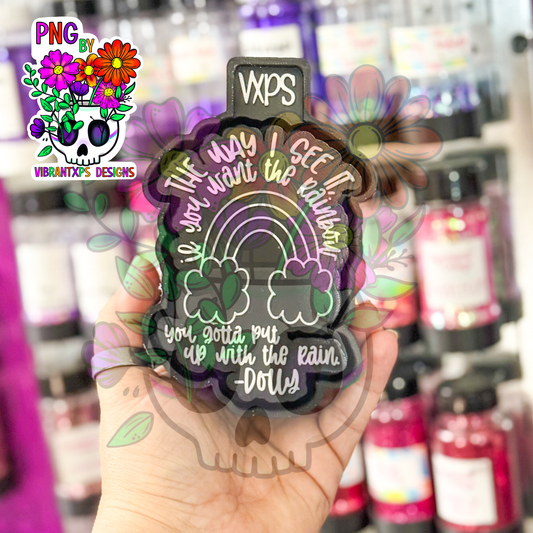 PNG
BY
VIBRANTXPS DESIGNS
VXPS
THE WAY I SEE IT,
if you want the rainbow
you gotta put
up with the rain
-Dolly